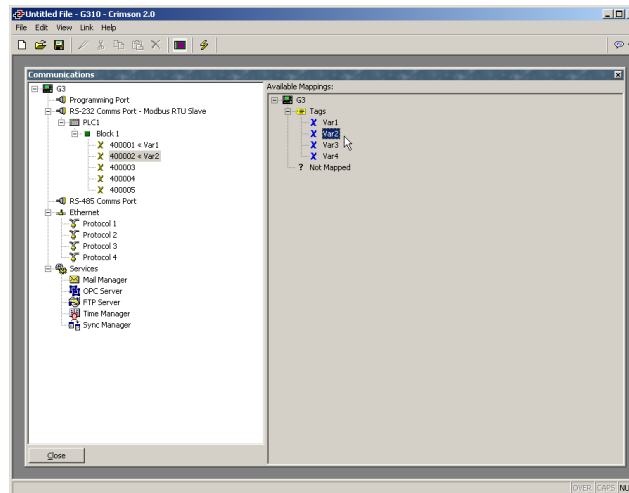 Untitled File - G310 - Crimson 2.0
File Edit View Link Help
Communications
G3
Programming Port
RS-232 Comms Port - Modbus RTU Slave
PLC1
Block 1
400001 « Var1
400002 « Var2
400003
400004
400005
RS-485 Comms Port
Ethernet
Protocol 1
Protocol 2
Protocol 3
Protocol 4
Services
Mail Manager
OPC Server
FTP Server
Time Manager
Sync Manager
Close
Available Mappings:
G3
Tags
Var1
Var2
Var3
Var4
Not Mapped
OVER CAPS NU